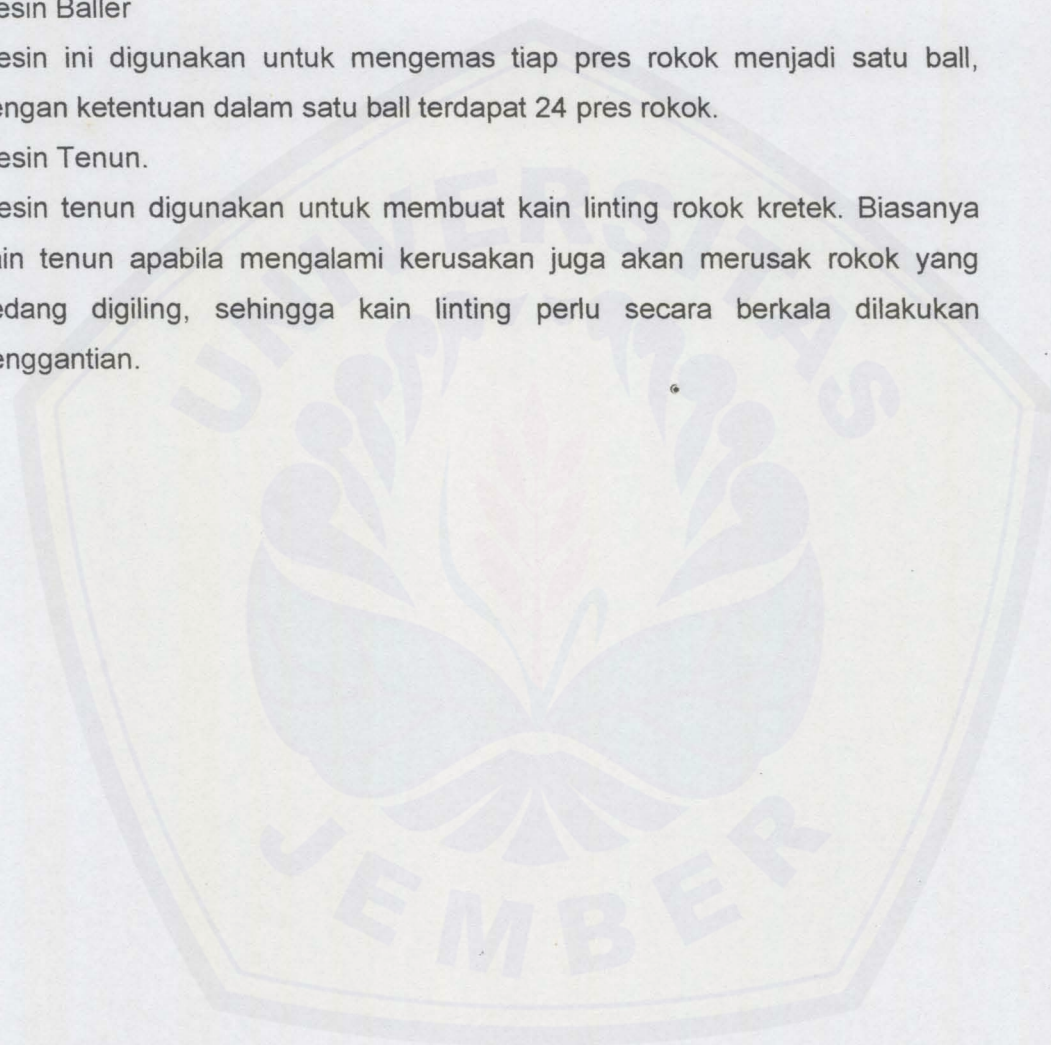 esin Baller
esin ini digunakan untuk mengemas tiap pres rokok menjadi satu ball,
engan ketentuan dalam satu ball terdapat 24 pres rokok.
esin Tenun.
esin tenun digunakan untuk membuat kain linting rokok kretek. Biasanya
ain tenun apabila mengalami kerusakan juga akan merusak rokok yang
edang digiling, sehingga kain linting perlu secara berkala dilakukan
enggantian.
UNIVERSITAS
JEMBER